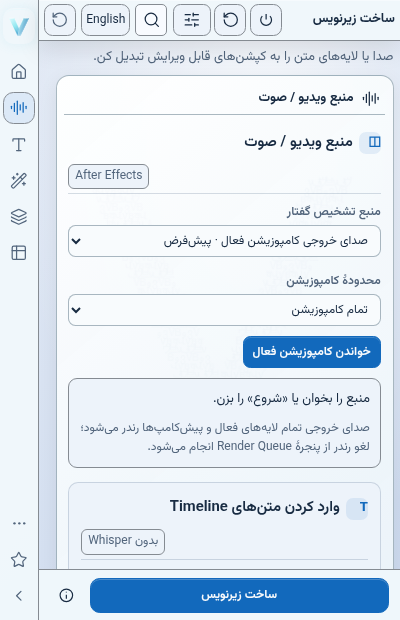 ساخت زیرنویس
English
صدا یا لایه‌های متن را به کپشن‌های قابل ویرایش تبدیل کن.
منبع ویدیو / صوت
منبع ویدیو / صوت
After Effects
منبع تشخیص گفتار
صدای خروجی کامپوزیشن فعال · پیش‌فرض
محدودهٔ کامپوزیشن
تمام کامپوزیشن
خواندن کامپوزیشن فعال
منبع را بخوان یا «شروع» را بزن.
صدای خروجی تمام لایه‌های فعال و پیش‌کامپ‌ها رندر می‌شود؛
لغو رندر از پنجرهٔ Render Queue انجام می‌شود.
T
وارد کردن متن‌های Timeline
بدون Whisper
ساخت زیرنویس